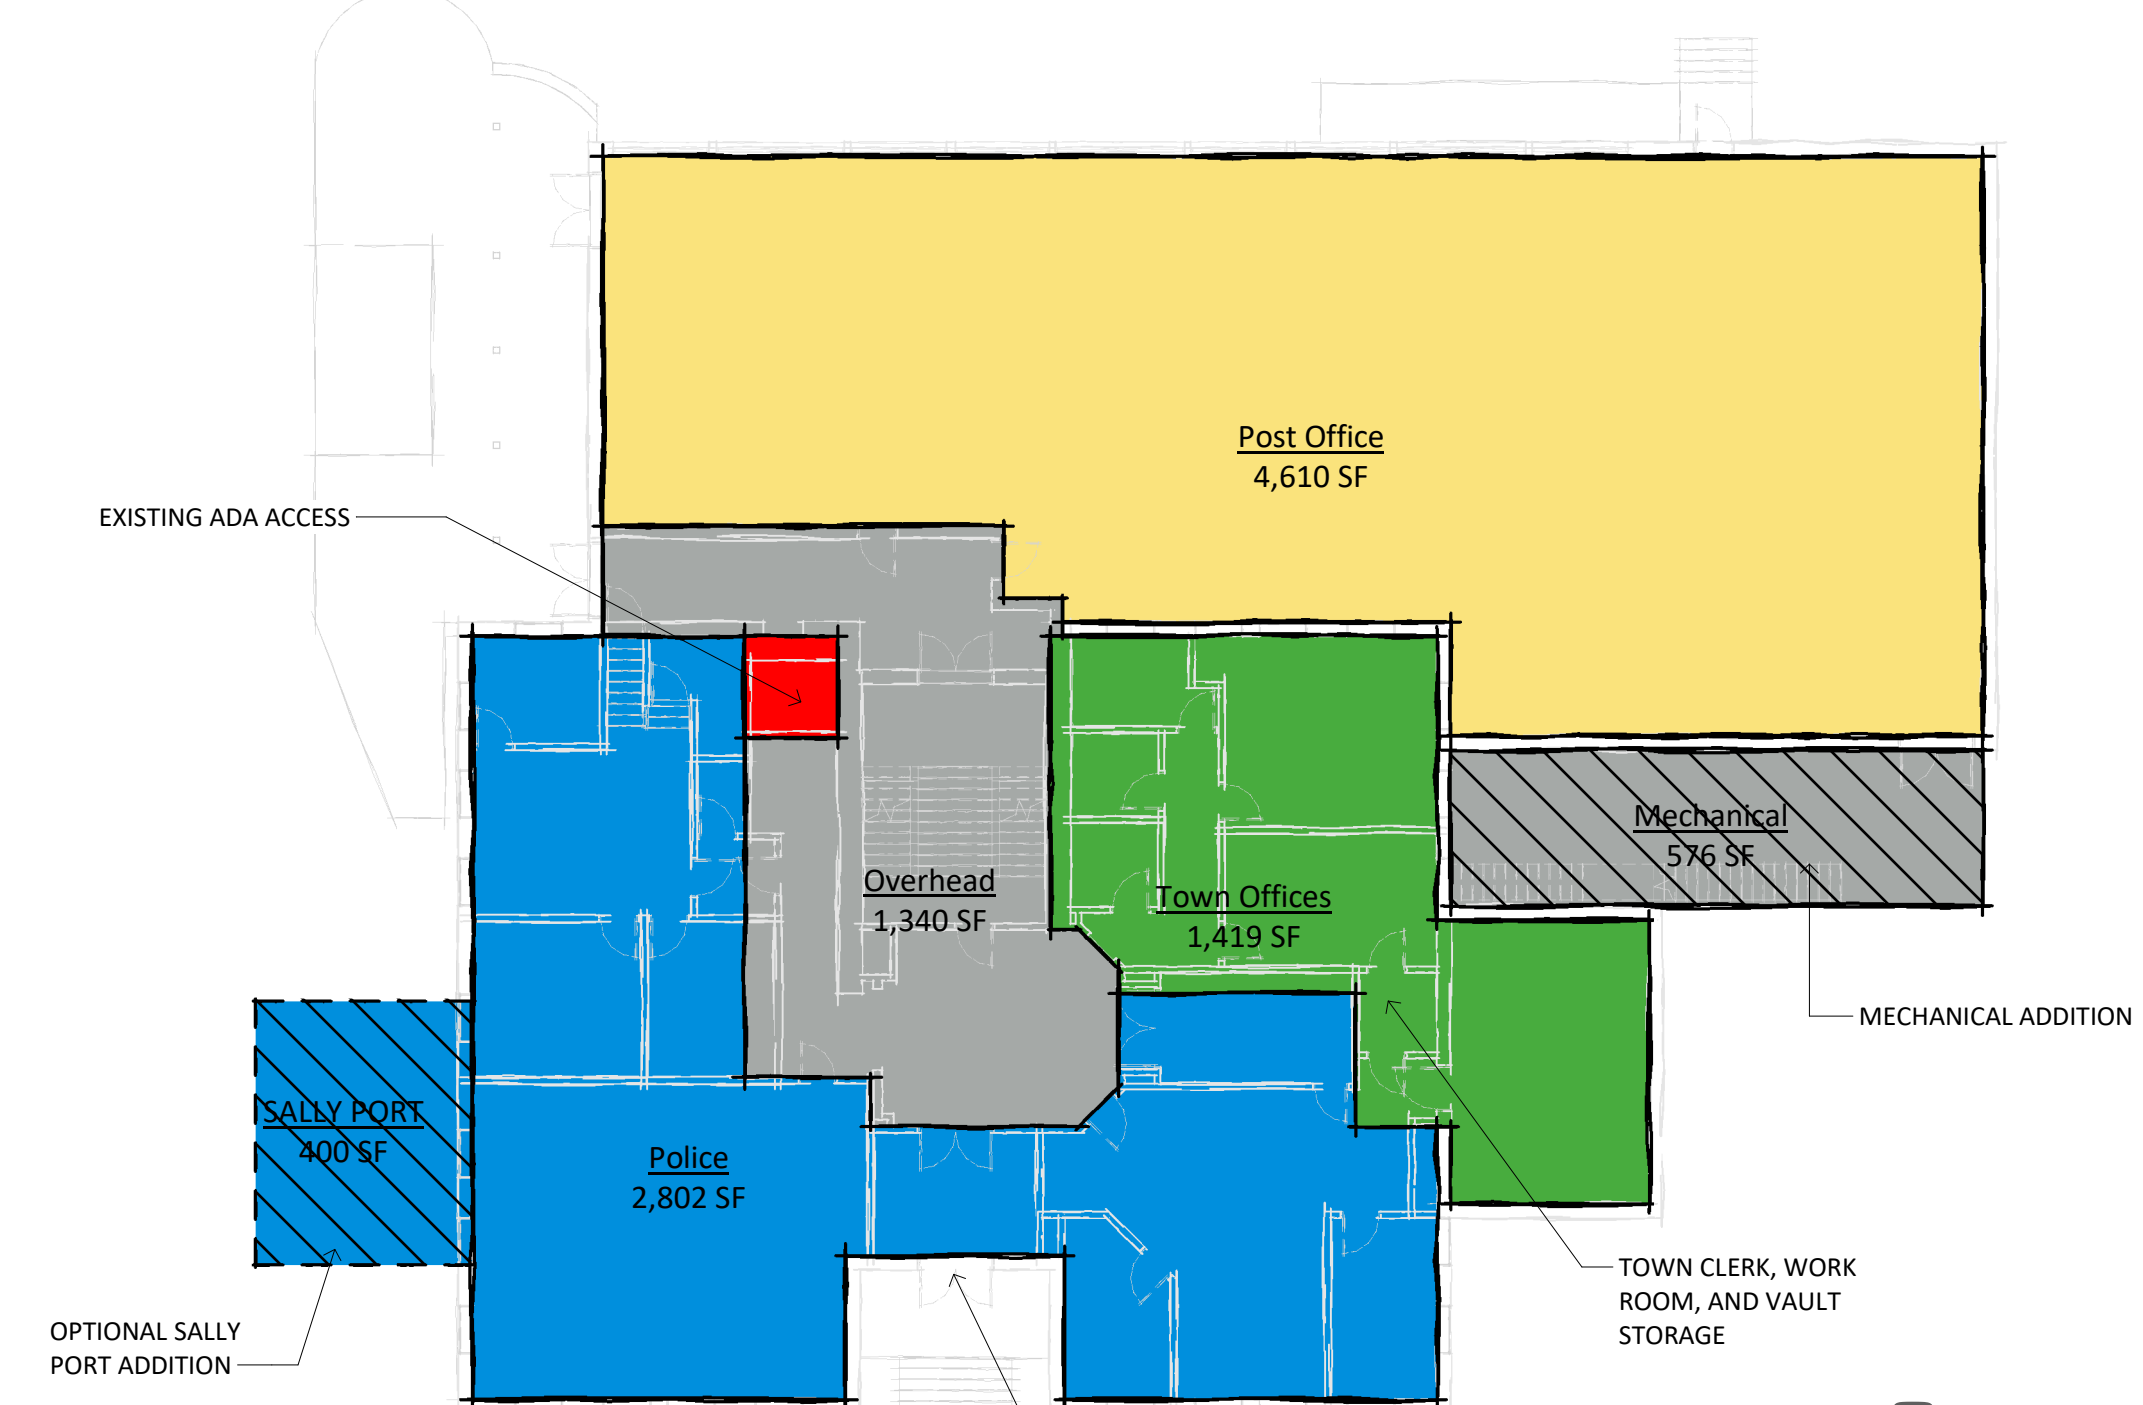 Post Office
4,610 SF
EXISTING ADA ACCESS
Mechanical
576 SF
Overhead
1,340 SF
Town Offices
1,419 SF
MECHANICAL ADDITION
SALLY PORT
400 SF
Police
2,802 SF
TOWN CLERK, WORK
ROOM, AND VAULT
STORAGE
OPTIONAL SALLY
PORT ADDITION